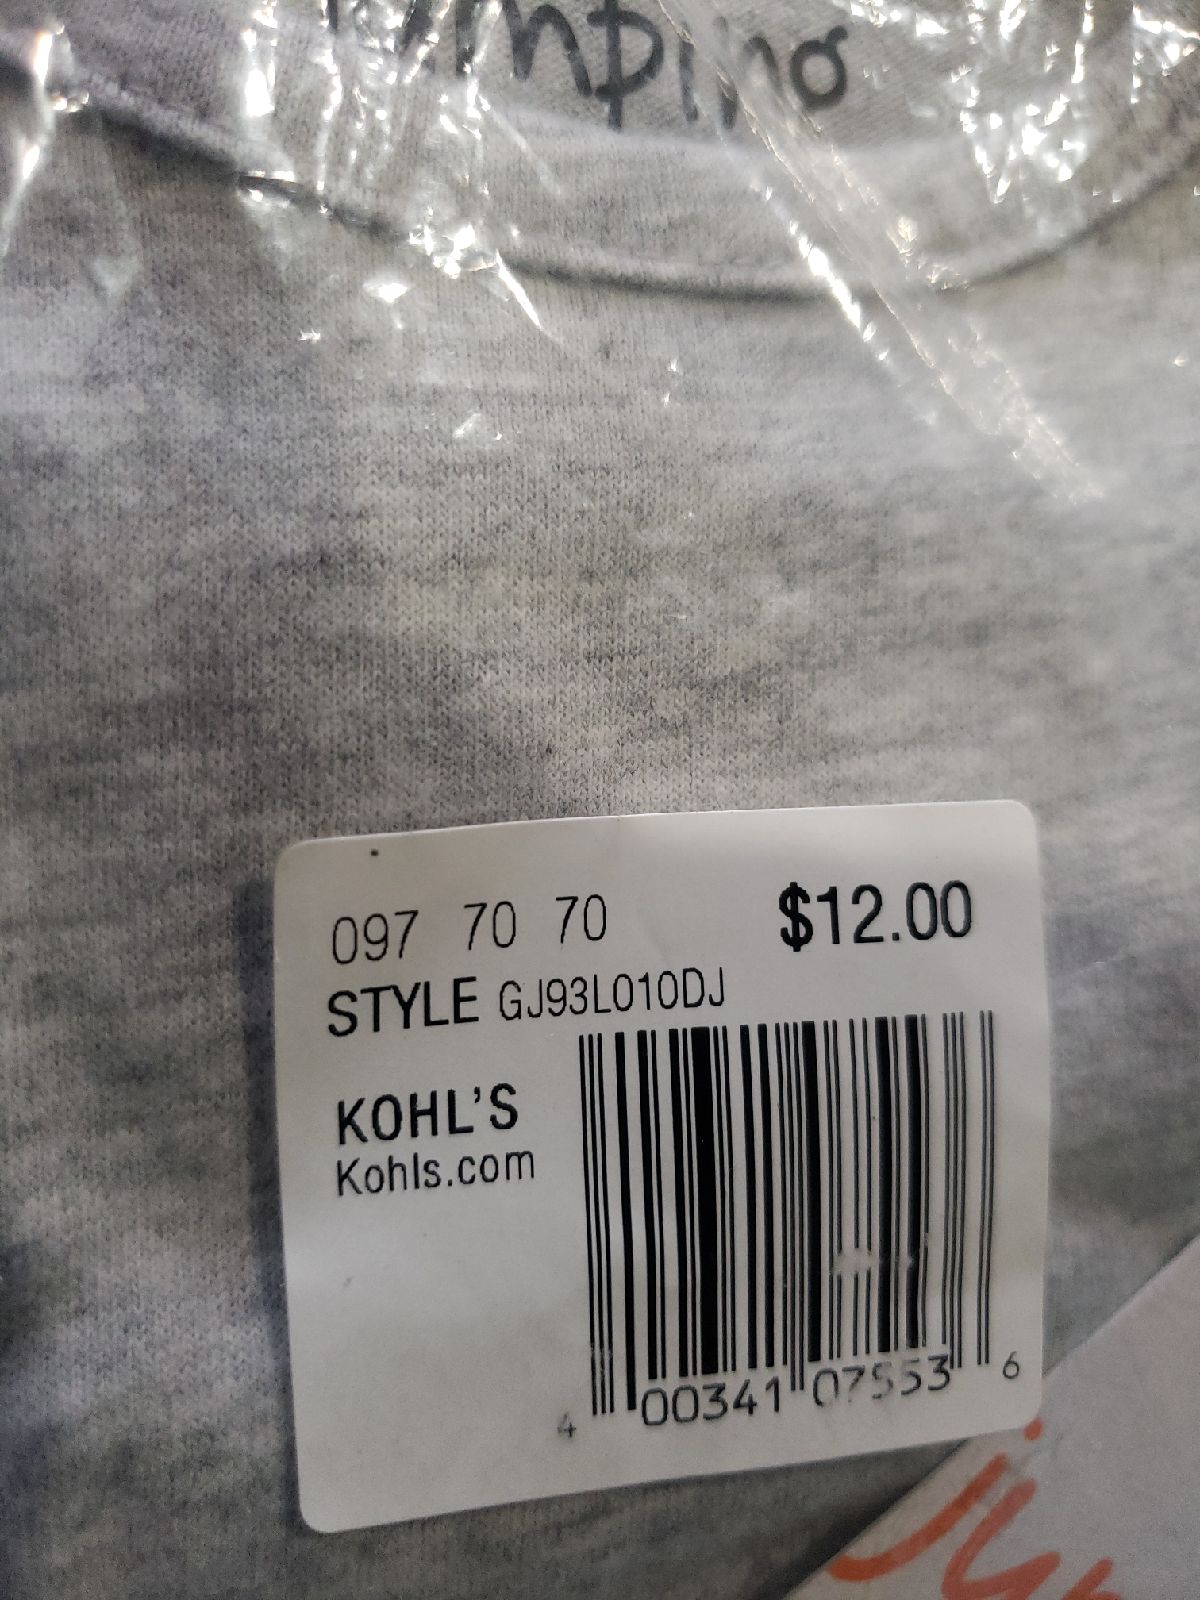 097 70 70 $12.00
STYLE GJ93L010DJ
KOHL'S
Kohls.com
4 00341 07553 6